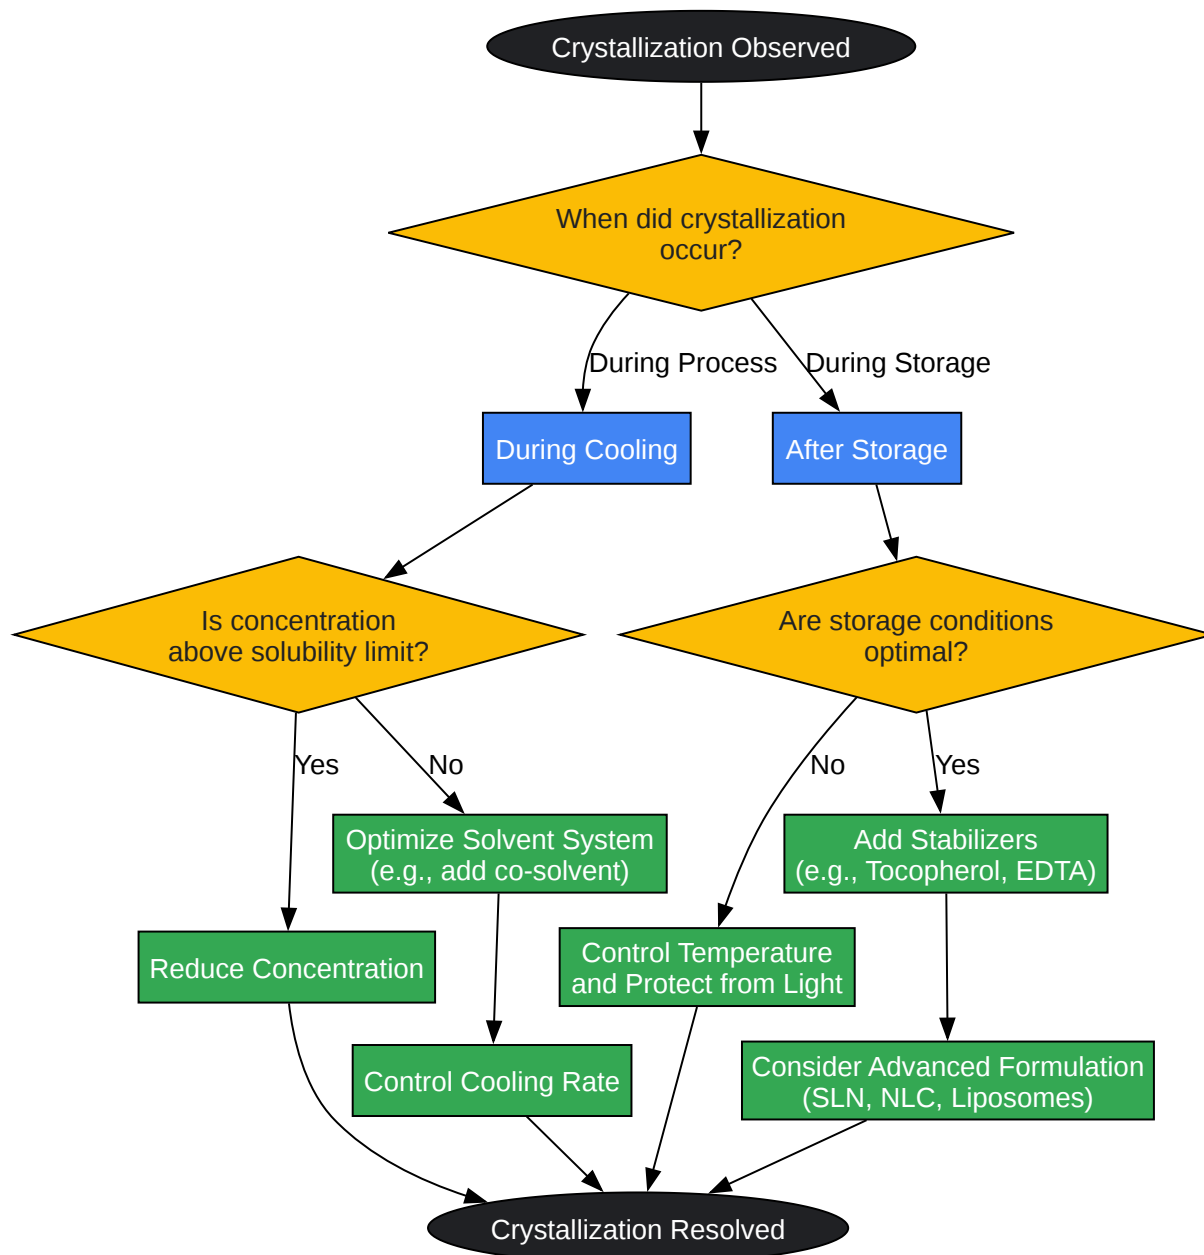 Crystallization Observed
When did crystallization
occur?
During Process
During Storage
During Cooling
After Storage
Is concentration
above solubility limit?
Are storage conditions
optimal?
Yes
No
No
Yes
Optimize Solvent System
(e.g., add co-solvent)
Add Stabilizers
(e.g., Tocopherol, EDTA)
Reduce Concentration
Control Temperature
and Protect from Light
Control Cooling Rate
Consider Advanced Formulation
(SLN, NLC, Liposomes)
Crystallization Resolved